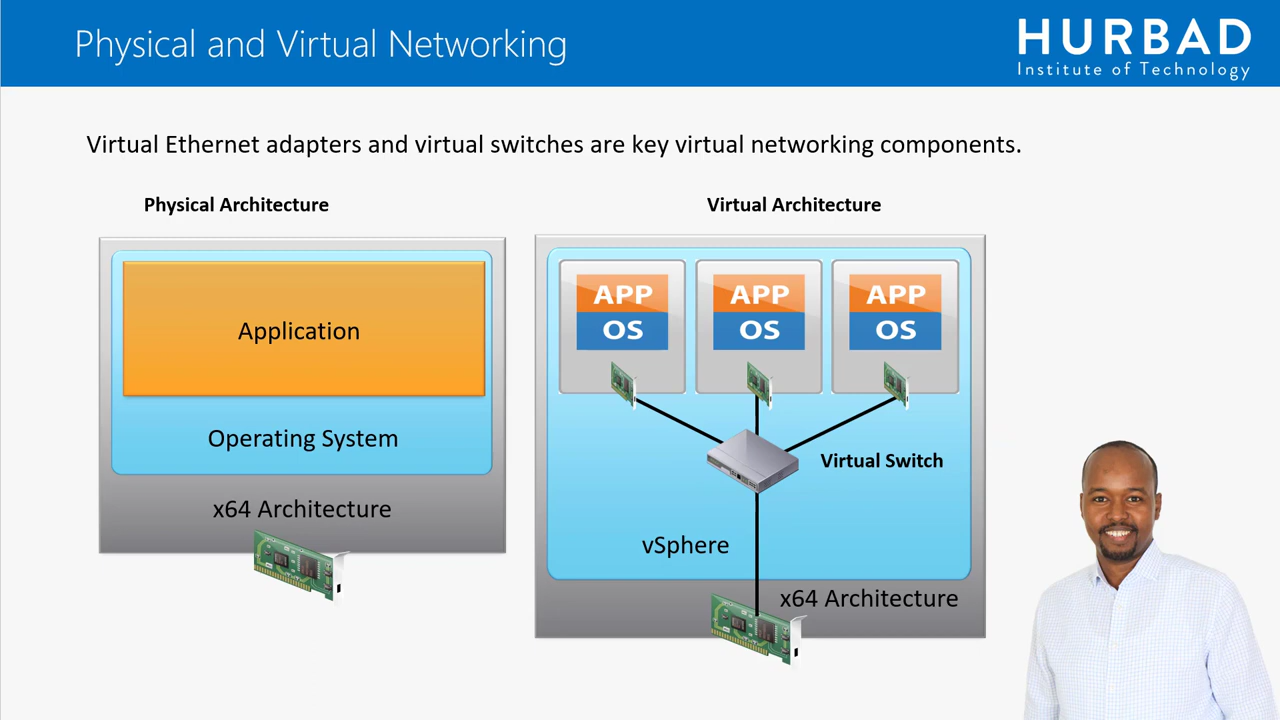 Physical and Virtual Networking
HURBAD
Institute of Technology
Virtual Ethernet adapters and virtual switches are key virtual networking components.
Physical Architecture
Virtual Architecture
Application
Operating System
x64 Architecture
APP
OS
APP
OS
APP
OS
Virtual Switch
vSphere
x64 Architecture